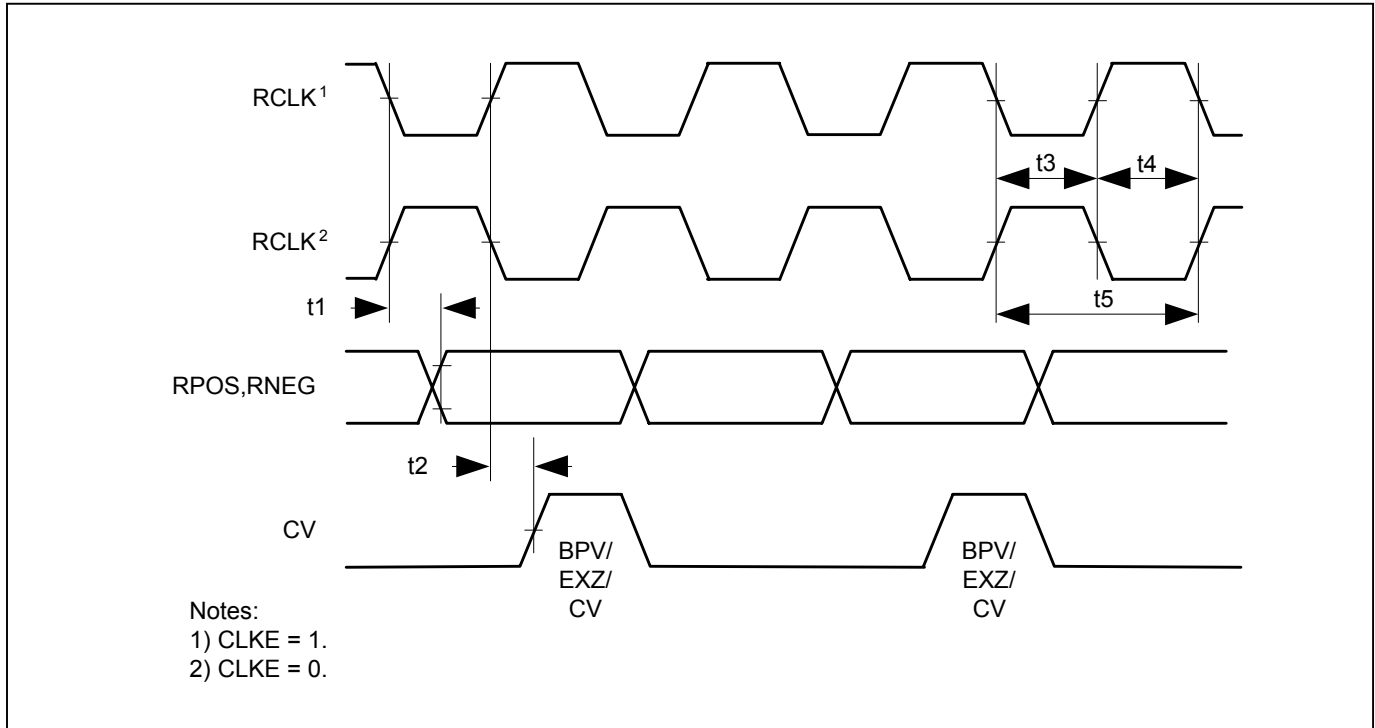 RCLK¹
t3 t4
RCLK²
t1
t5
RPOS,RNEG
t2
CV
BPV/
EXZ/
CV
BPV/
EXZ/
CV
Notes:
1) CLKE = 1.
2) CLKE = 0.